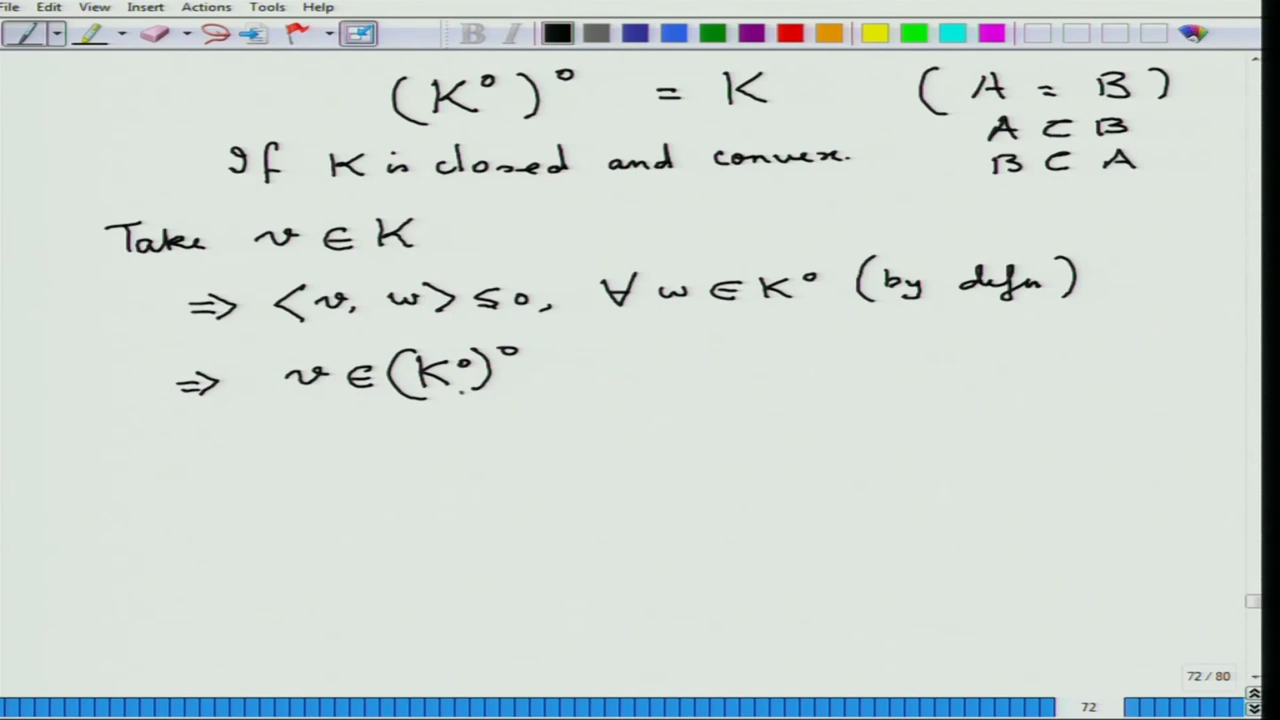 File Edit View Insert Actions Tools Help
B I
(K°)° = K ( A = B )
A ⊂ B
If K is closed and convex. B ⊂ A
Take v ∈ K
=> <v, w> ≤ 0, ∀ w ∈ K° (by defn)
=> v ∈ (K°)°
72 / 80
72